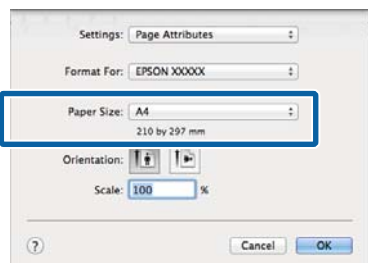 Settings: Page Attributes
Format For: EPSON XXXXX
Paper Size: A4
210 by 297 mm
Orientation:
Scale: 100 %
? Cancel OK